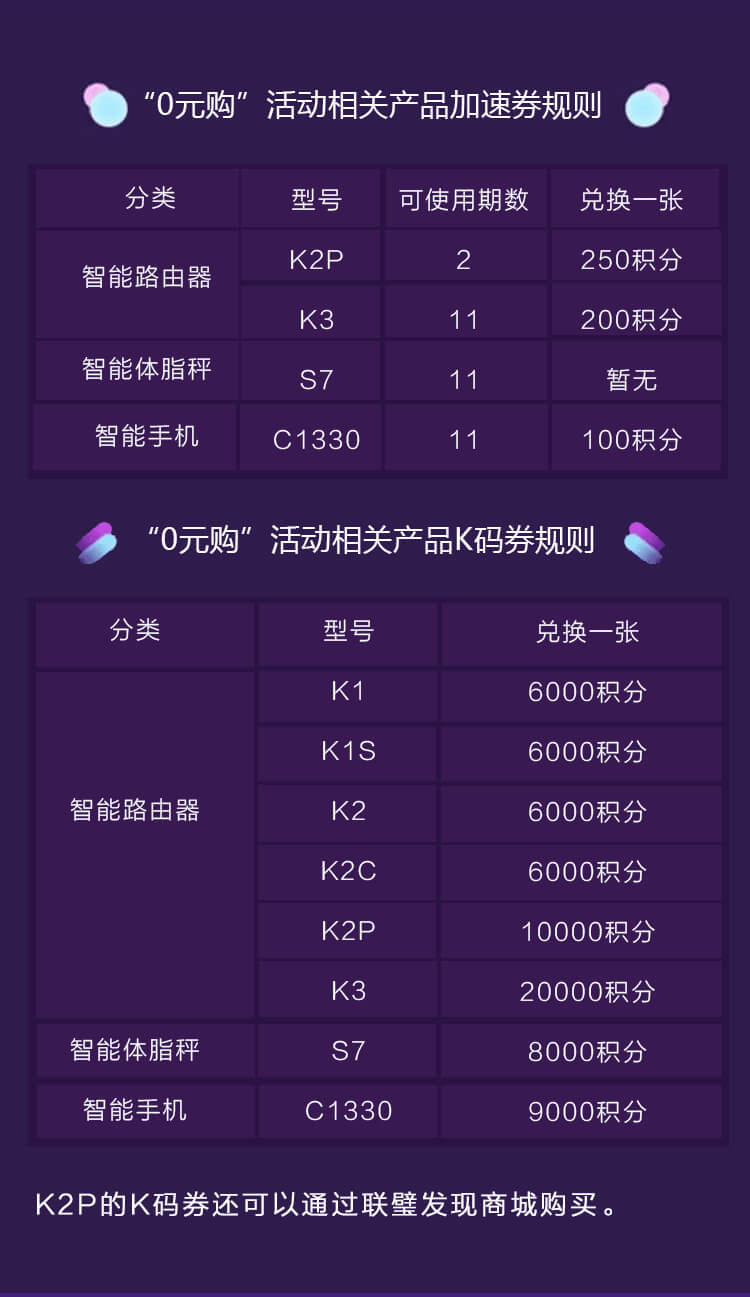 “0元购”活动相关产品加速券规则
分类 型号 可使用期数 兑换一张
智能路由器 K2P 2 250积分
K3 11 200积分
智能体脂秤 S7 11 暂无
智能手机 C1330 11 100积分
“0元购”活动相关产品K码券规则
分类 型号 兑换一张
K1 6000积分
K1S 6000积分
智能路由器 K2 6000积分
K2C 6000积分
K2P 10000积分
K3 20000积分
智能体脂秤 S7 8000积分
智能手机 C1330 9000积分
K2P的K码券还可以通过联璧发现商城购买。